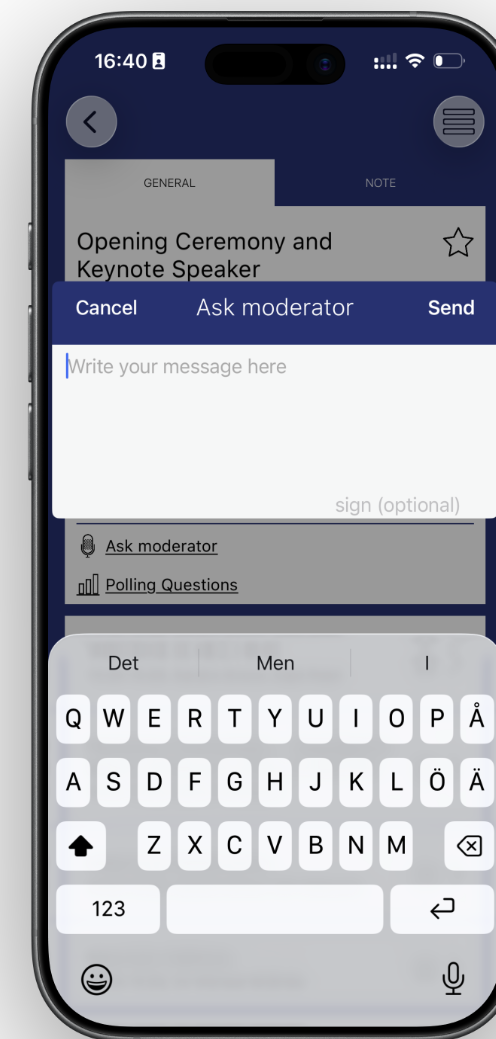 16:40
GENERAL
NOTE
Opening Ceremony and
Keynote Speaker
Cancel
Ask moderator
Send
Write your message here
sign (optional)
Ask moderator
Polling Questions
Det
Men
I
Q W E R T Y U I O P Å
A S D F G H J K L Ö Ä
Z X C V B N M
123